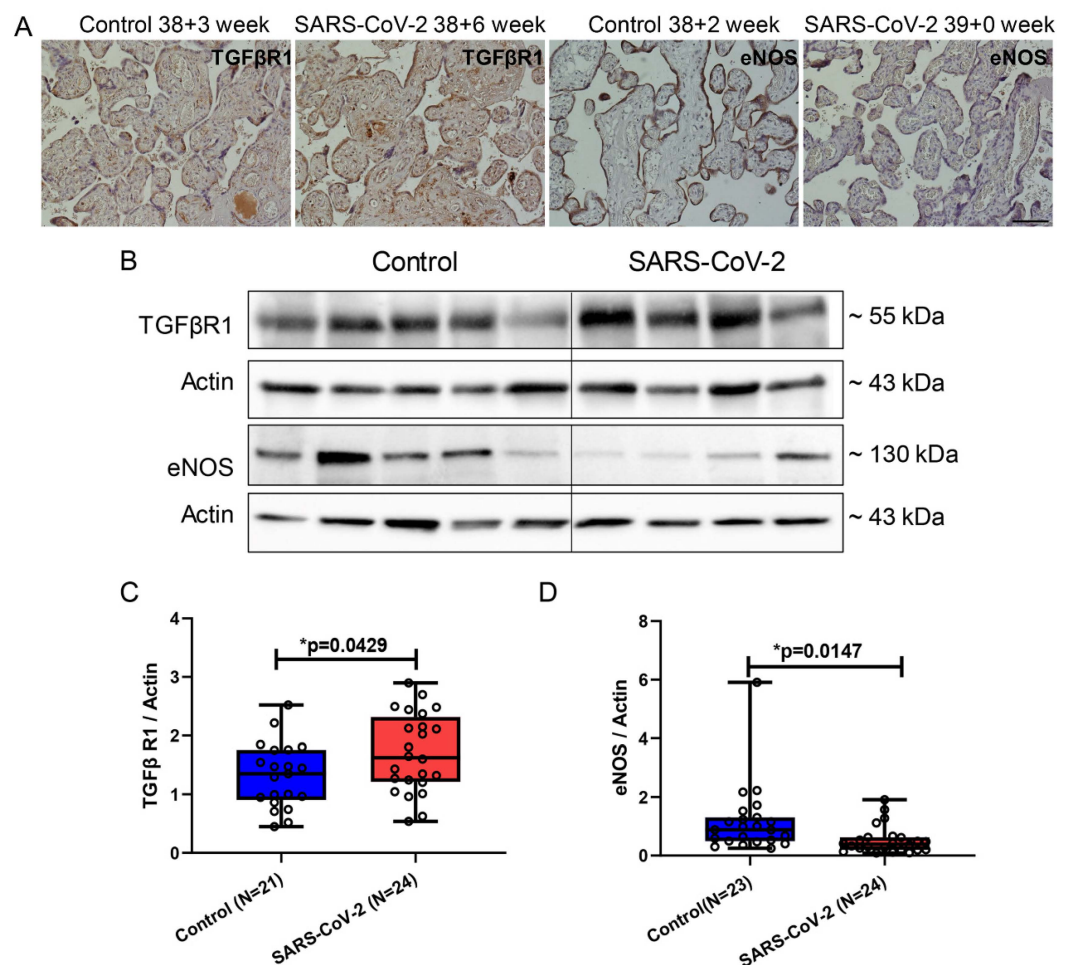 A
Control 38+3 week SARS-CoV-2 38+6 week Control 38+2 week SARS-CoV-2 39+0 week
TGFβR1 TGFβR1 eNOS eNOS
B
Control SARS-CoV-2
TGFβR1 ~ 55 kDa
Actin ~ 43 kDa
eNOS ~ 130 kDa
Actin ~ 43 kDa
C
*p=0.0429
TGFβ R1 / Actin
4
3
2
1
0
Control (N=21)
SARS-CoV-2 (N=24)
D
*p=0.0147
eNOS / Actin
8
6
4
2
0
Control(N=23)
SARS-CoV-2 (N=24)